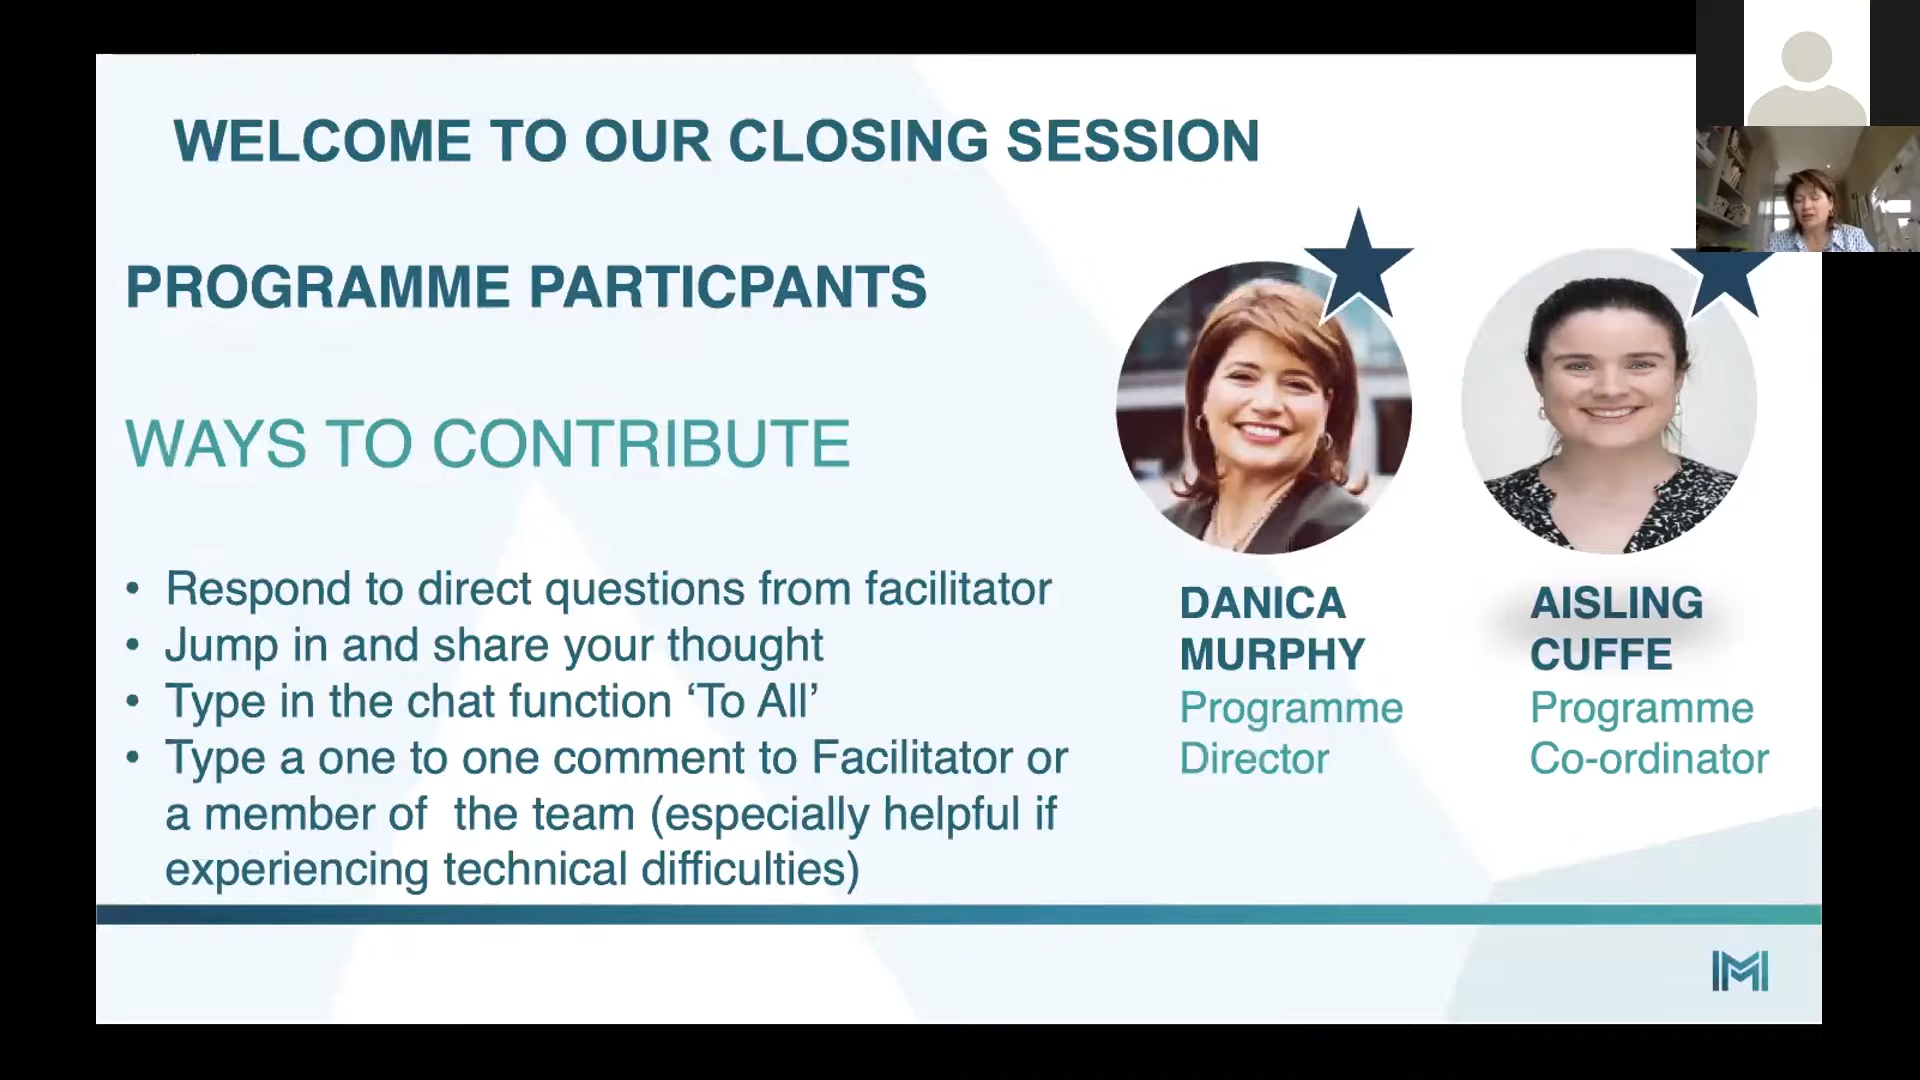 WELCOME TO OUR CLOSING SESSION
PROGRAMME PARTICPANTS
WAYS TO CONTRIBUTE
• Respond to direct questions from facilitator
• Jump in and share your thought
• Type in the chat function ‘To All’
• Type a one to one comment to Facilitator or
a member of the team (especially helpful if
experiencing technical difficulties)
DANICA
MURPHY
Programme
Director
AISLING
CUFFE
Programme
Co-ordinator
IMI